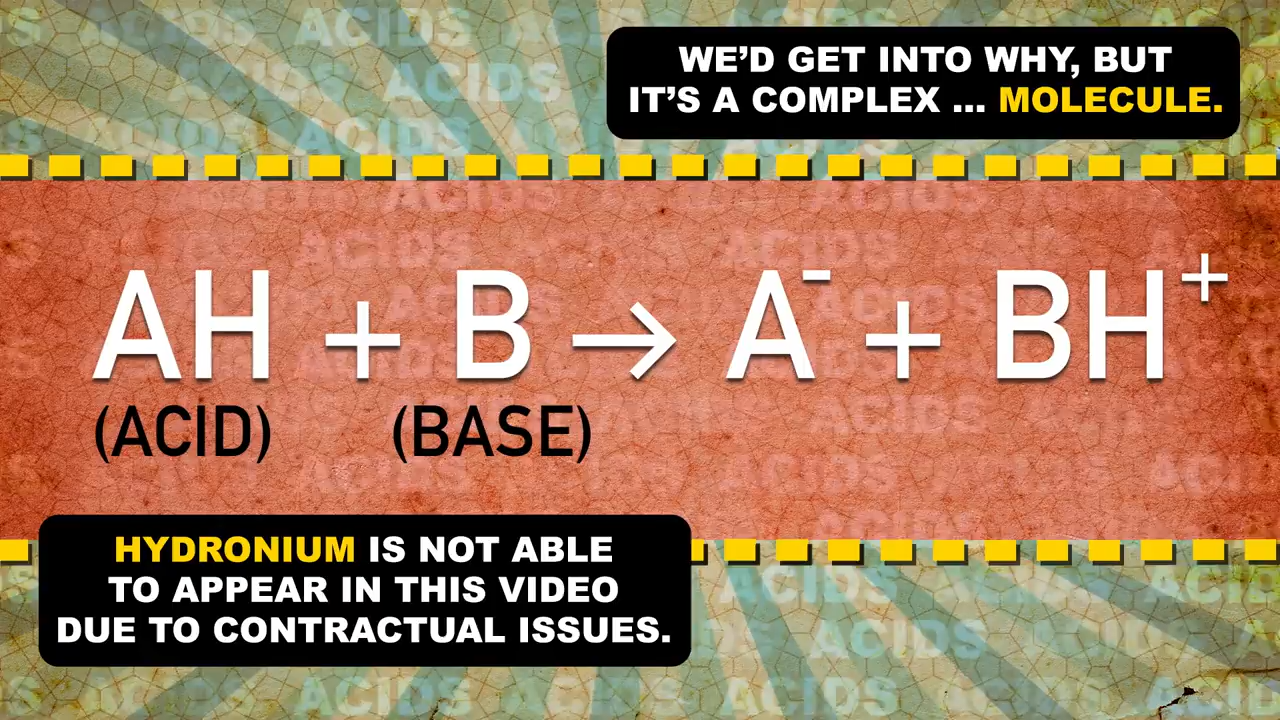 WE'D GET INTO WHY, BUT
IT'S A COMPLEX ... MOLECULE.
AH + B → A⁻ + BH⁺
(ACID) (BASE)
HYDRONIUM IS NOT ABLE
TO APPEAR IN THIS VIDEO
DUE TO CONTRACTUAL ISSUES.